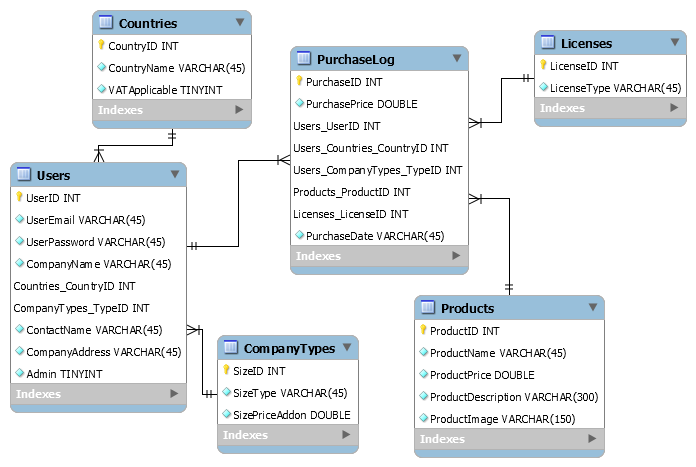 Countries
CountryID INT
CountryName VARCHAR(45)
VATApplicable TINYINT
Indexes
PurchaseLog
PurchaseID INT
PurchasePrice DOUBLE
Users_UserID INT
Users_Countries_CountryID INT
Users_CompanyTypes_TypeID INT
Products_ProductID INT
Licenses_LicenseID INT
PurchaseDate VARCHAR(45)
Indexes
Licenses
LicenseID INT
LicenseType VARCHAR(45)
Indexes
Users
UserID INT
UserEmail VARCHAR(45)
UserPassword VARCHAR(45)
CompanyName VARCHAR(45)
Countries_CountryID INT
CompanyTypes_TypeID INT
ContactName VARCHAR(45)
CompanyAddress VARCHAR(45)
Admin TINYINT
Indexes
CompanyTypes
SizeID INT
SizeType VARCHAR(45)
SizePriceAddon DOUBLE
Indexes
Products
ProductID INT
ProductName VARCHAR(45)
ProductPrice DOUBLE
ProductDescription VARCHAR(300)
ProductImage VARCHAR(150)
Indexes